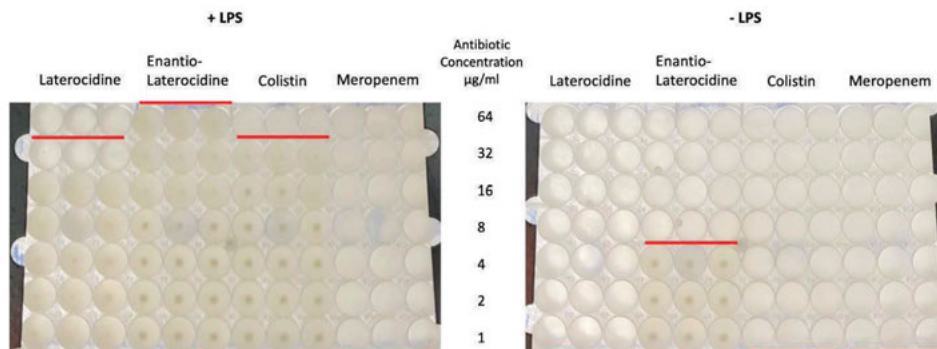 + LPS
- LPS
Laterocidine
Enantio-
Laterocidine
Colistin
Meropenem
Antibiotic
Concentration
µg/ml
Laterocidine
Enantio-
Laterocidine
Colistin
Meropenem
64
32
16
8
4
2
1